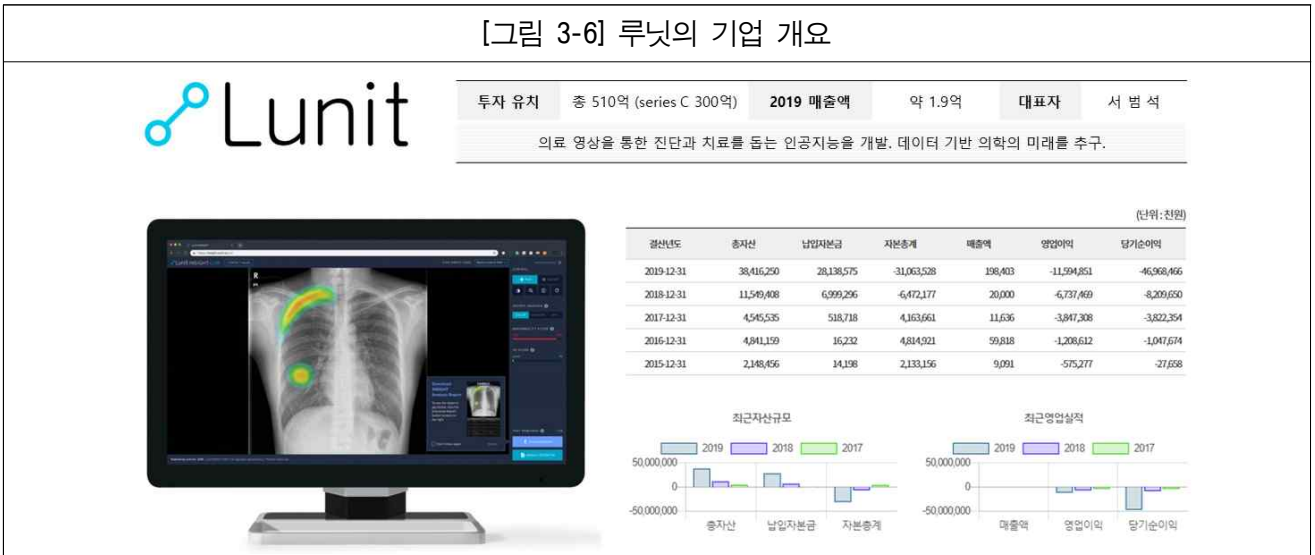 [그림 3-6] 루닛의 기업 개요
Lunit
투자 유치 총 510억 (series C 300억) 2019 매출액 약 1.9억 대표자 서 범 석
의료 영상을 통한 진단과 치료를 돕는 인공지능을 개발. 데이터 기반 의학의 미래를 추구.
(단위:천원)
결산년도 총자산 납입자본금 자본총계 매출액 영업이익 당기순이익
2019-12-31 38,416,250 28,138,575 -31,063,528 198,403 -11,594,851 -46,968,466
2018-12-31 11,549,408 6,999,296 -6,472,177 20,000 -6,737,469 -8,209,650
2017-12-31 4,545,535 518,718 4,163,661 11,636 -3,847,308 -3,822,354
2016-12-31 4,841,159 16,232 4,814,921 59,818 -1,208,612 -1,047,674
2015-12-31 2,148,456 14,198 2,133,156 9,091 -575,277 -27,658
R
최근자산규모
2019 2018 2017
50,000,000
0
-50,000,000
총자산 납입자본금 자본총계
최근영업실적
2019 2018 2017
50,000,000
0
-50,000,000
매출액 영업이익 당기순이익